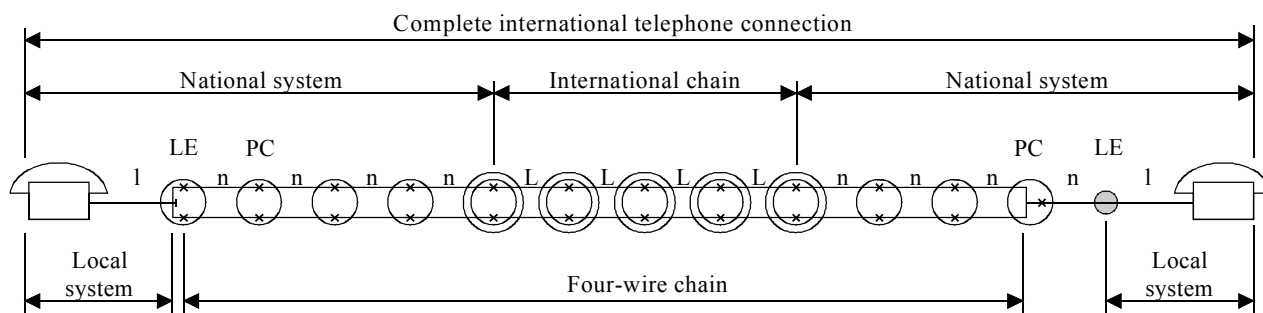 Complete international telephone connection
National system International chain National system
LE PC PC LE
l n n n n L L L L n n n n l
Local system Four-wire chain Local system